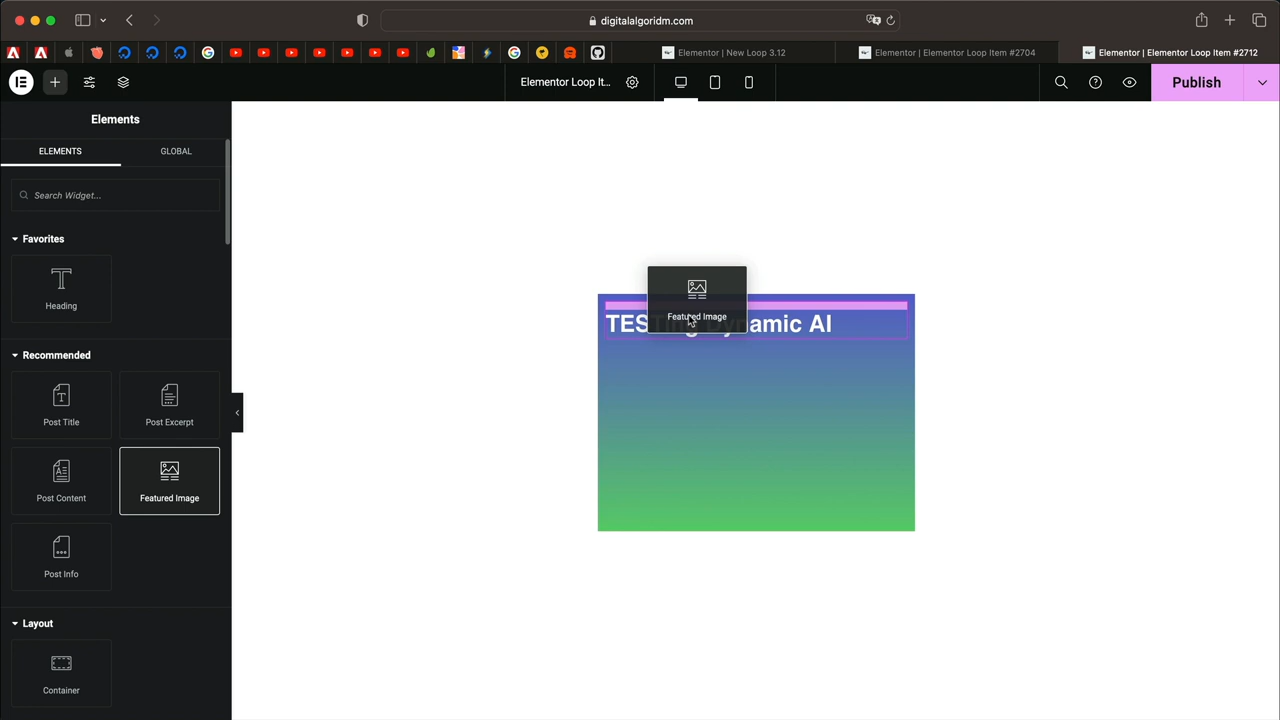 digitalalgoridm.com
Elementor | New Loop 3.12
Elementor | Elementor Loop Item #2704
Elementor | Elementor Loop Item #2712
Elementor Loop It...
Publish
Elements
ELEMENTS
GLOBAL
Search Widget...
Favorites
Heading
Recommended
Post Title
Post Excerpt
Post Content
Featured Image
Post Info
Layout
Container
Featured Image
TESTing Dynamic AI